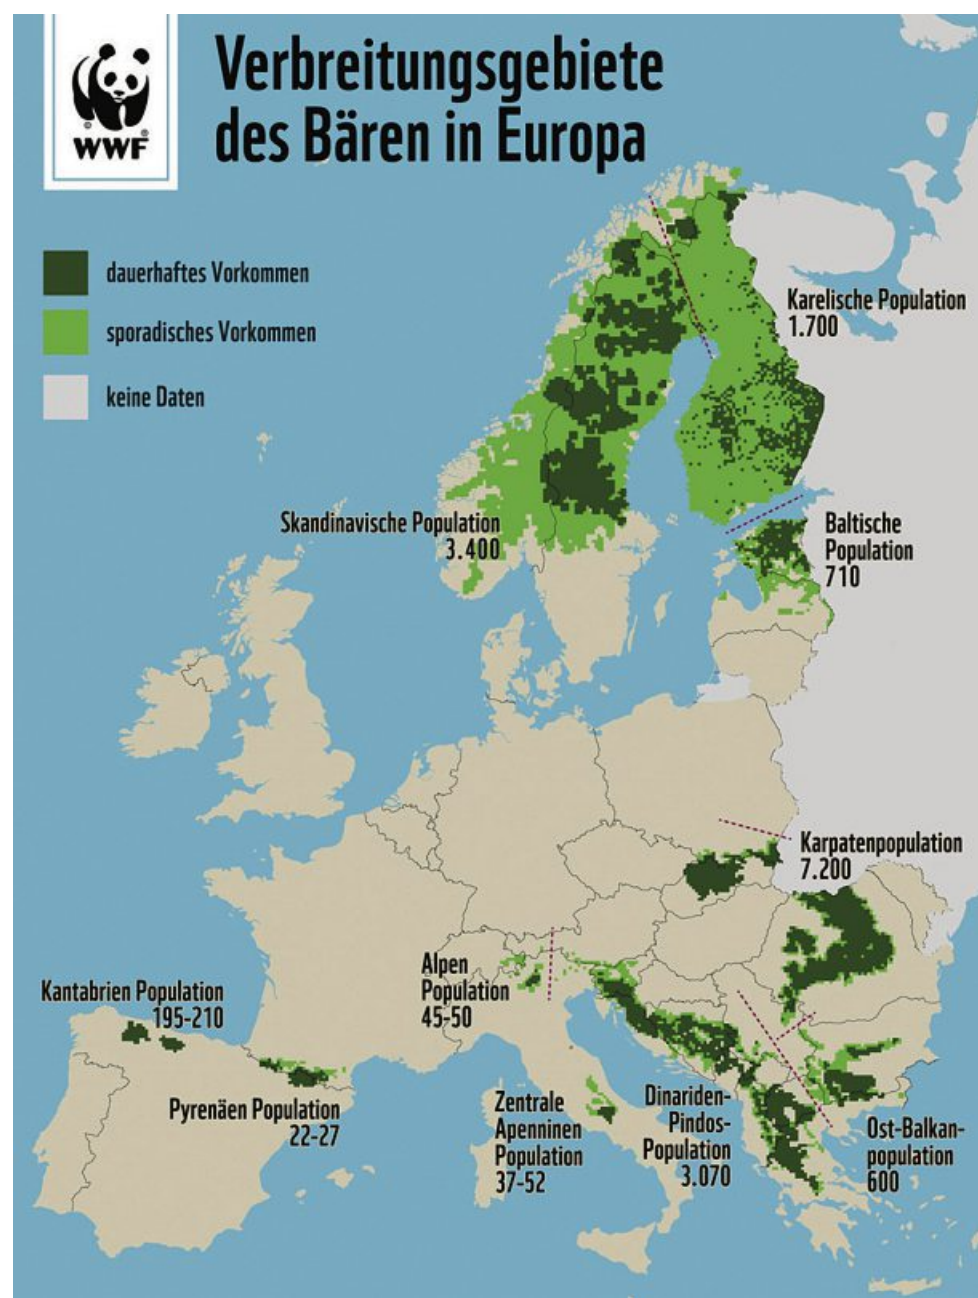 WWF
Verbreitungsgebiete
des Bären in Europa
dauerhaftes Vorkommen
sporadisches Vorkommen
keine Daten
Karelische Population
1.700
Skandinavische Population
3.400
Baltische
Population
710
Karpatenpopulation
7.200
Alpen
Population
45-50
Kantabrien Population
195-210
Pyrenäen Population
22-27
Zentrale
Apenninen
Population
37-52
Dinariden-
Pindos-
Population
3.070
Ost-Balkan-
population
600